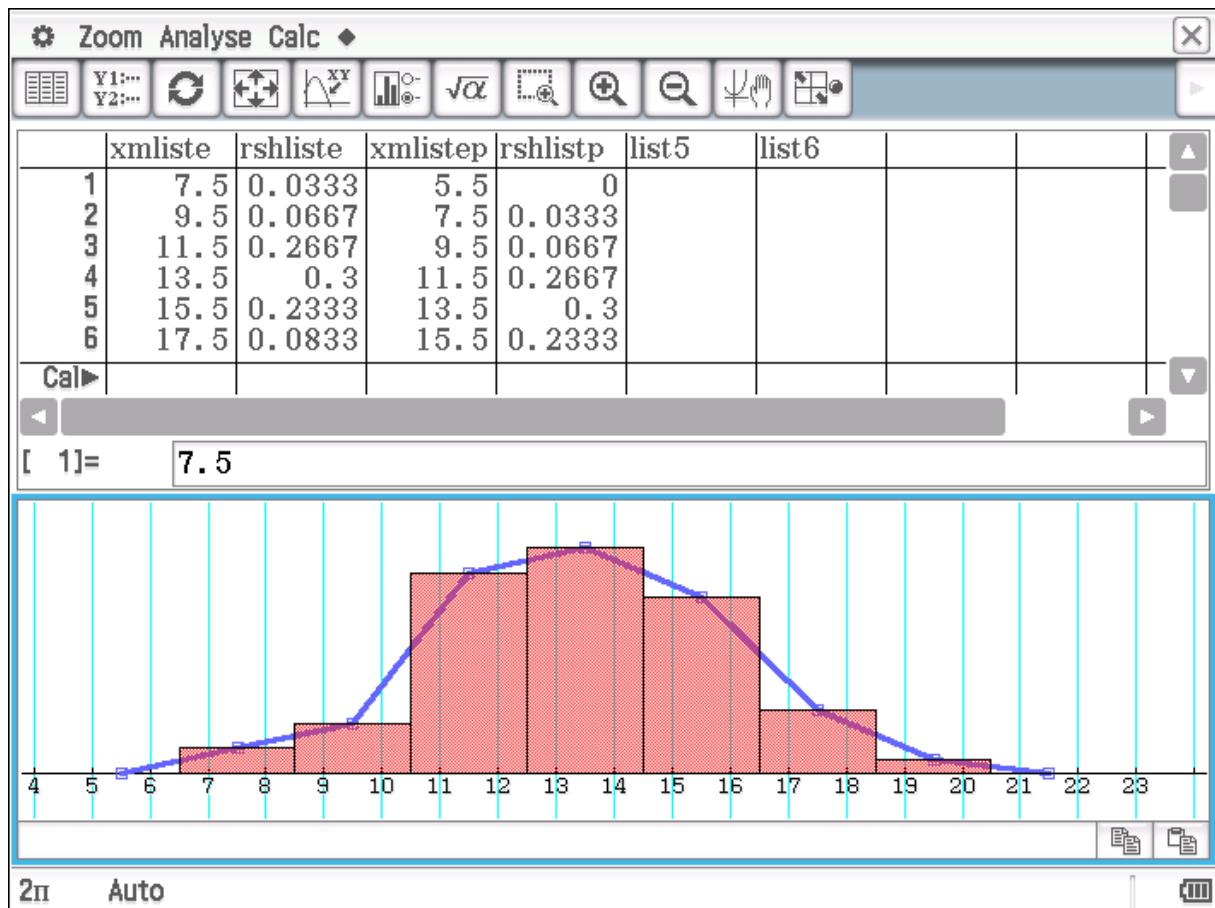 Zoom Analyse Calc ◆
Y1:··· Y2:··· XY √α
xmliste rshliste xmlistep rshlistp list5 list6
1 7.5 0.0333 5.5 0
2 9.5 0.0667 7.5 0.0333
3 11.5 0.2667 9.5 0.0667
4 13.5 0.3 11.5 0.2667
5 15.5 0.2333 13.5 0.3
6 17.5 0.0833 15.5 0.2333
Cal▶
[ 1]= 7.5
4 5 6 7 8 9 10 11 12 13 14 15 16 17 18 19 20 21 22 23
2π Auto